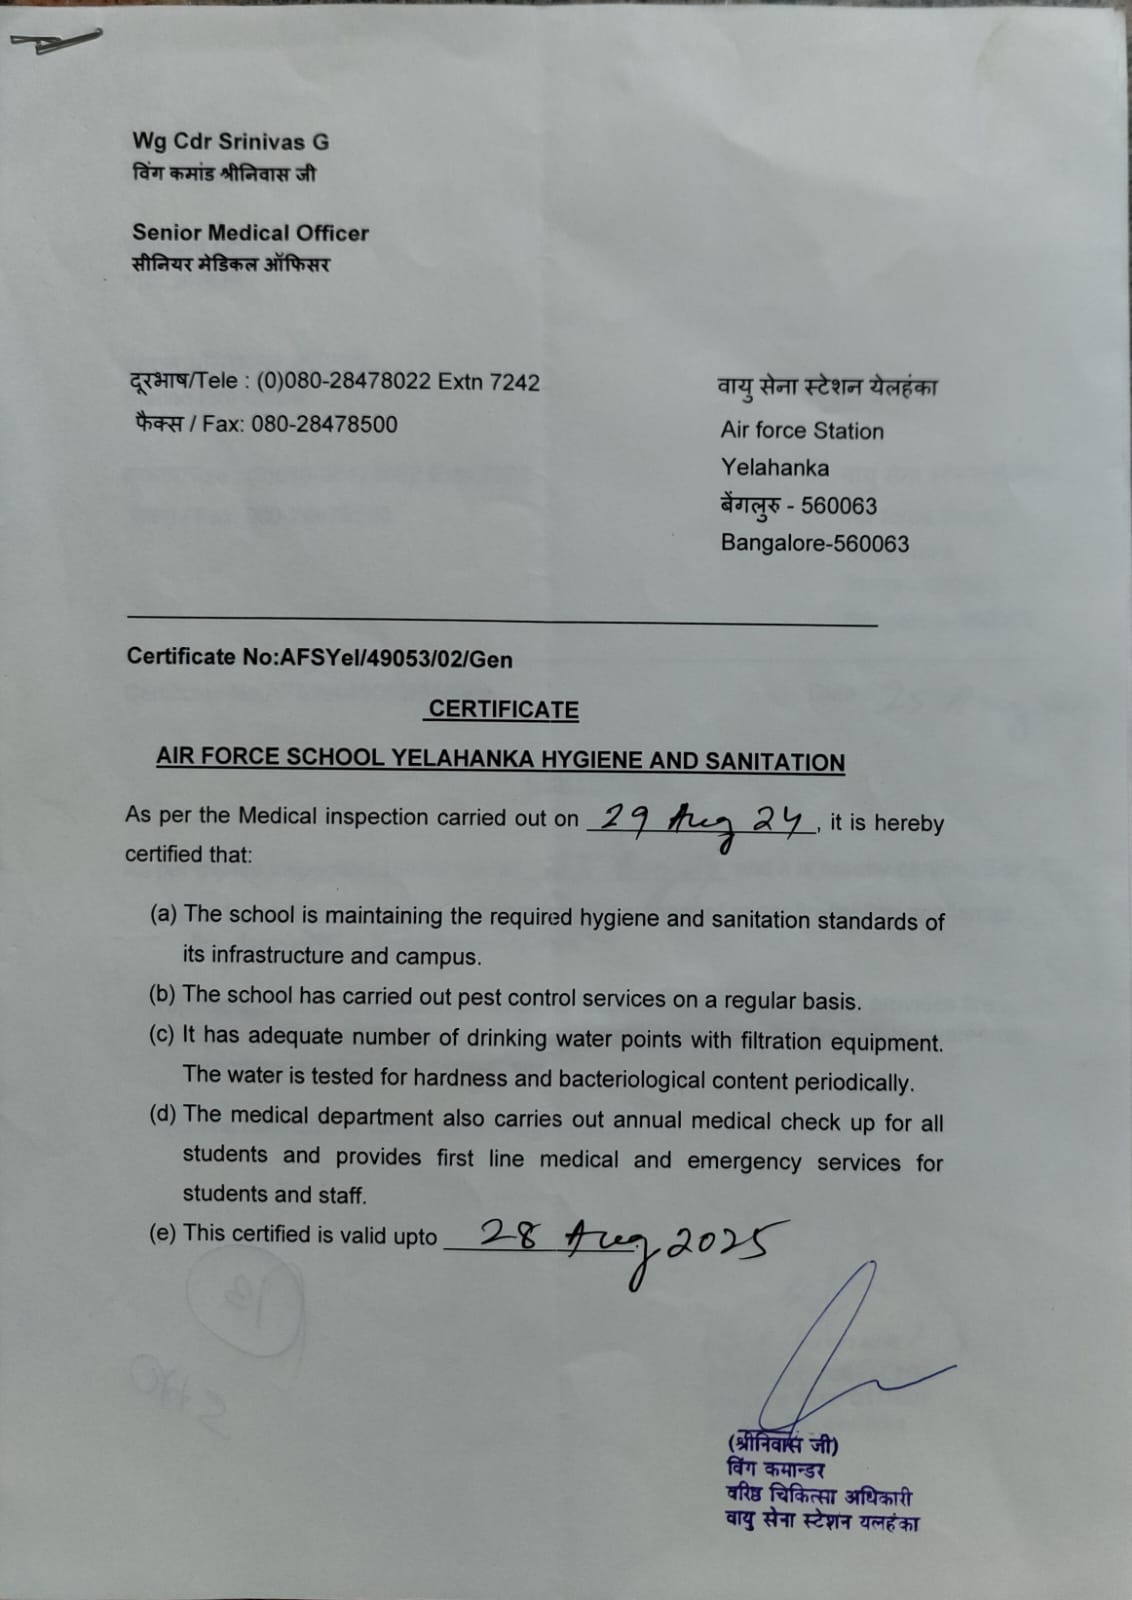 Wg Cdr Srinivas G
विंग कमांड श्रीनिवास जी
Senior Medical Officer
सीनियर मेडिकल ऑफिसर
दूरभाष/Tele : (0)080-28478022 Extn 7242
फैक्स / Fax: 080-28478500
वायु सेना स्टेशन येलहंका
Air force Station
Yelahanka
बेंगलुरु - 560063
Bangalore-560063
Certificate No:AFSYel/49053/02/Gen
CERTIFICATE
AIR FORCE SCHOOL YELAHANKA HYGIENE AND SANITATION
As per the Medical inspection carried out on 29 Aug 24, it is hereby
certified that:
(a) The school is maintaining the required hygiene and sanitation standards of
its infrastructure and campus.
(b) The school has carried out pest control services on a regular basis.
(c) It has adequate number of drinking water points with filtration equipment.
The water is tested for hardness and bacteriological content periodically.
(d) The medical department also carries out annual medical check up for all
students and provides first line medical and emergency services for
students and staff.
(e) This certified is valid upto 28 Aug 2025
(श्रीनिवास जी)
विंग कमान्डर
वरिष्ठ चिकित्सा अधिकारी
वायु सेना स्टेशन यलहंका